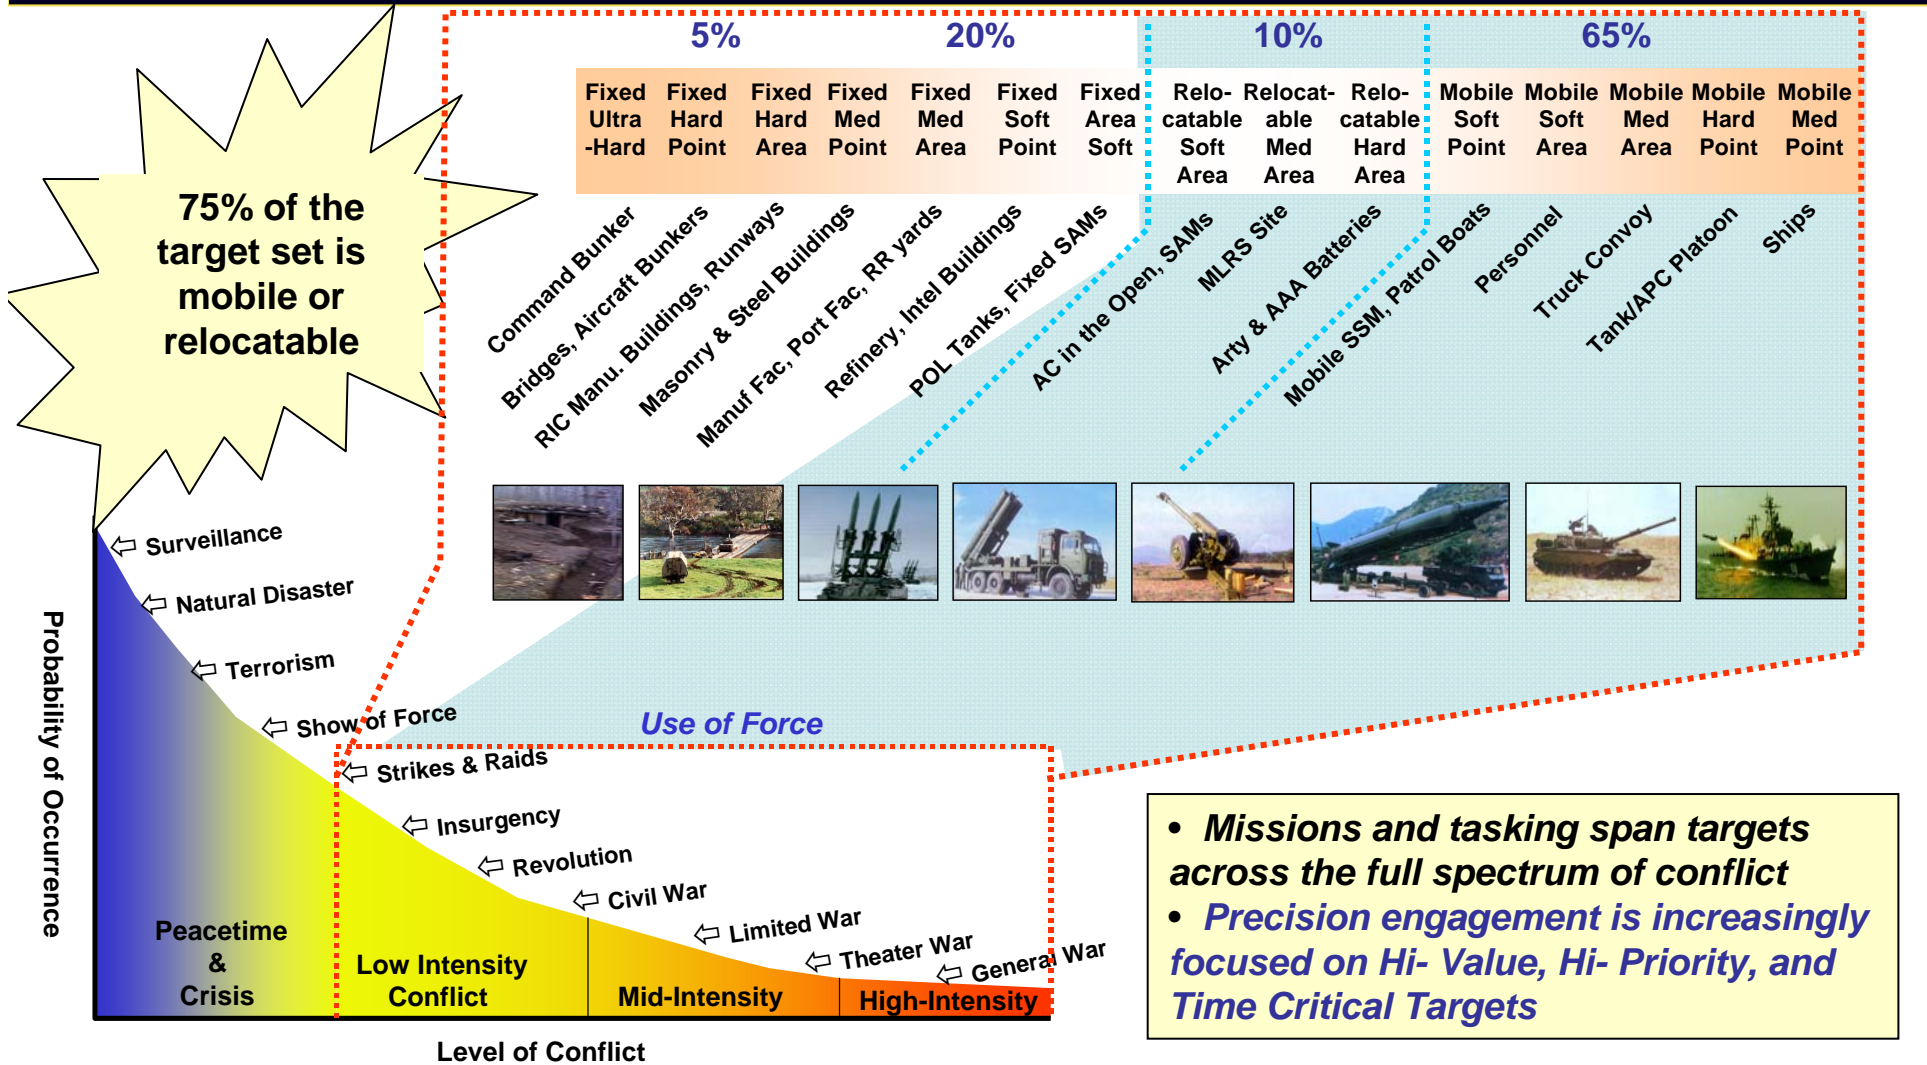 5%
20%
10%
65%
Fixed
Ultra
-Hard
Fixed
Hard
Point
Fixed
Hard
Area
Fixed
Med
Point
Fixed
Med
Area
Fixed
Soft
Point
Fixed
Area
Soft
Relo-
catable
Soft
Area
Relocat-
able
Med
Area
Relo-
catable
Hard
Area
Mobile
Soft
Point
Mobile
Soft
Area
Mobile
Med
Area
Mobile
Hard
Point
Mobile
Med
Point
75% of the
target set is
mobile or
relocatable
Command Bunker
Bridges, Aircraft Bunkers
RIC Manu. Buildings, Runways
Masonry & Steel Buildings
Manuf Fac, Port Fac, RR yards
Refinery, Intel Buildings
POL Tanks, Fixed SAMs
AC in the Open, SAMs
MLRS Site
Arty & AAA Batteries
Mobile SSM, Patrol Boats
Personnel
Truck Convoy
Tank/APC Platoon
Ships
Surveillance
Natural Disaster
Terrorism
Show of Force
Use of Force
Strikes & Raids
Insurgency
Revolution
Civil War
Limited War
Theater War
General War
Probability of Occurrence
Peacetime
&
Crisis
Low Intensity
Conflict
Mid-Intensity
High-Intensity
Level of Conflict
• Missions and tasking span targets
across the full spectrum of conflict
• Precision engagement is increasingly
focused on Hi- Value, Hi- Priority, and
Time Critical Targets